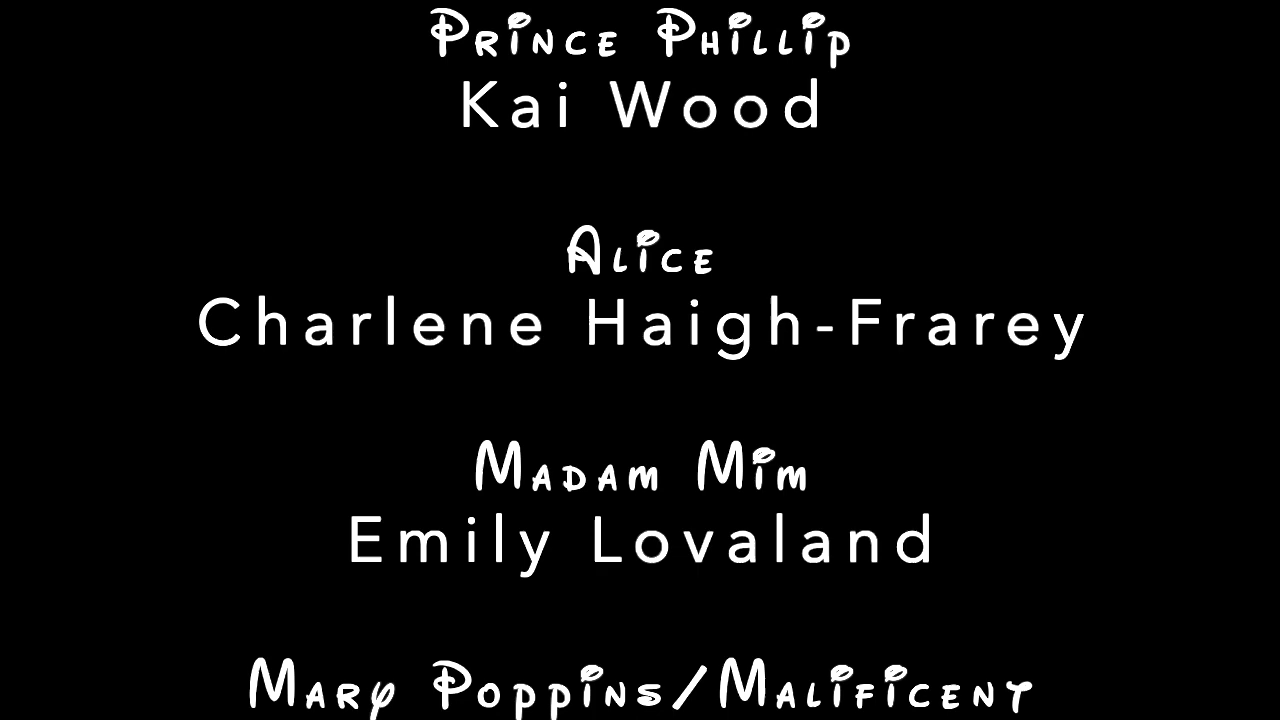 Prince Phillip
Kai Wood
Alice
Charlene Haigh-Frarey
Madam Mim
Emily Lovaland
Mary Poppins/Malificent